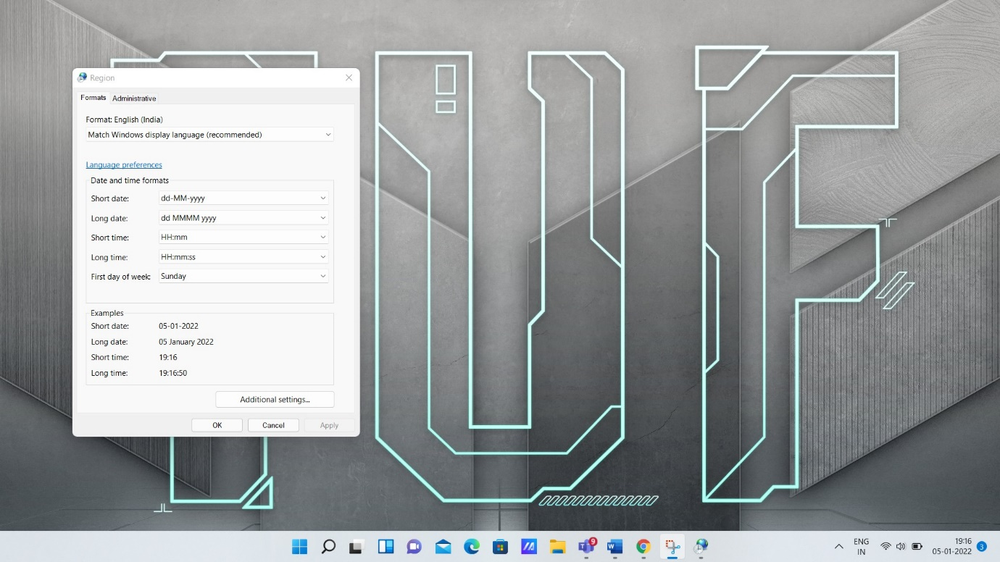 Region
Formats Administrative
Format: English (India)
Match Windows display language (recommended)
Language preferences
Date and time formats
Short date: dd-MM-yyyy
Long date: dd MMMM yyyy
Short time: HH:mm
Long time: HH:mm:ss
First day of week: Sunday
Examples
Short date: 05-01-2022
Long date: 05 January 2022
Short time: 19:16
Long time: 19:16:50
Additional settings...
OK Cancel Apply
TUF
9
ENG
IN
19:16
05-01-2022
3